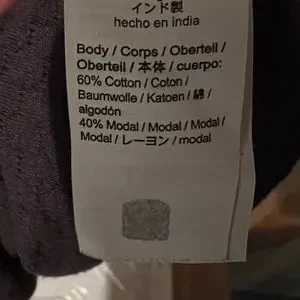 インド製
hecho en india
Body / Corps / Oberteil /
Oberteil / 本体 / cuerpo:
60% Cotton / Coton /
Baumwolle / Katoen / 綿 /
algodón
40% Modal / Modal / Modal /
Modal / レーヨン / modal